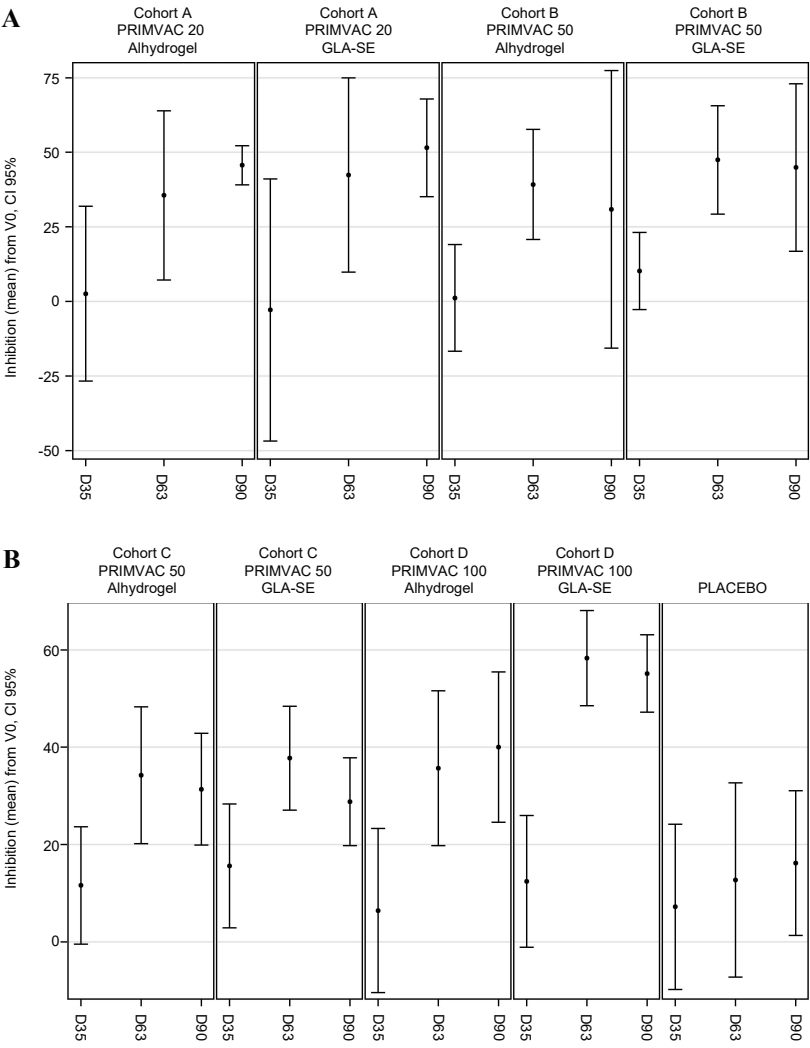 A
Cohort A
PRIMVAC 20
Alhydrogel
Cohort A
PRIMVAC 20
GLA-SE
Cohort B
PRIMVAC 50
Alhydrogel
Cohort B
PRIMVAC 50
GLA-SE
Inhibition (mean) from V0, CI 95%
75
50
25
0
-25
-50
D35
D63
D90
D35
D63
D90
D35
D63
D90
D35
D63
D90
B
Cohort C
PRIMVAC 50
Alhydrogel
Cohort C
PRIMVAC 50
GLA-SE
Cohort D
PRIMVAC 100
Alhydrogel
Cohort D
PRIMVAC 100
GLA-SE
PLACEBO
Inhibition (mean) from V0, CI 95%
60
40
20
0
D35
D63
D90
D35
D63
D90
D35
D63
D90
D35
D63
D90
D35
D63
D90